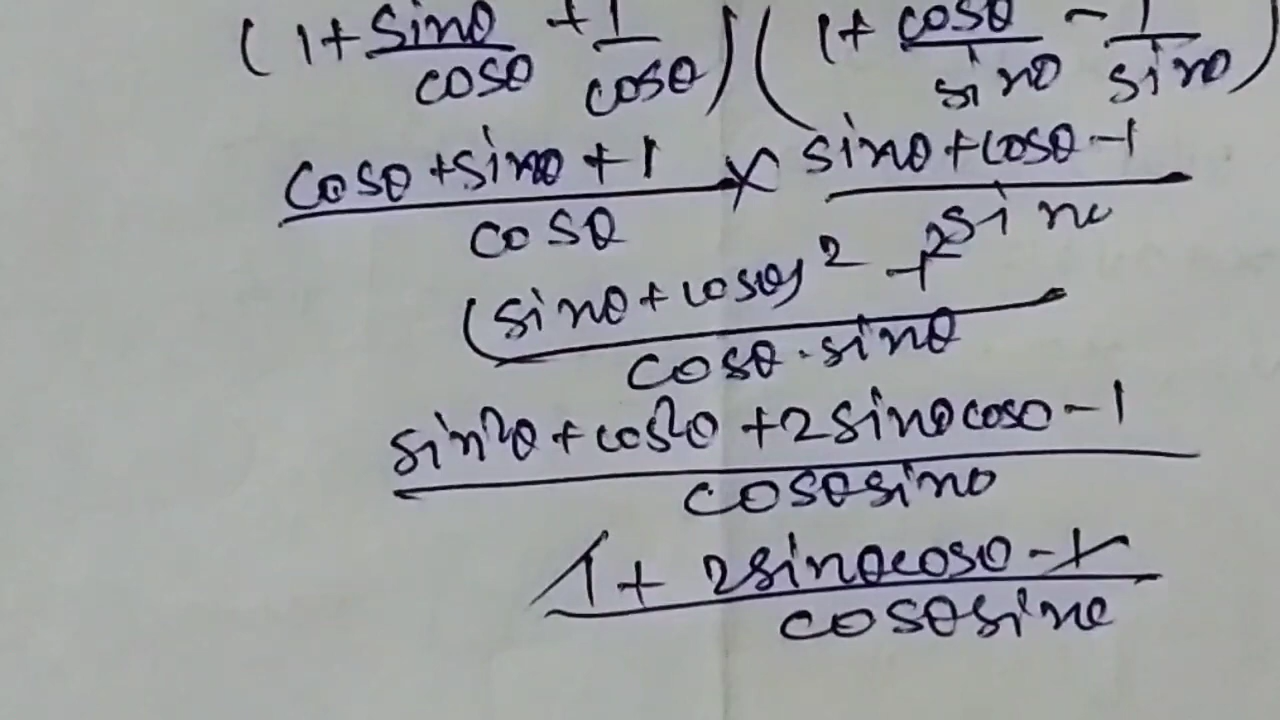 (1+ sinθ/cosθ + 1/cosθ) (1+ cosθ/sinθ - 1/sinθ)
cosθ+sinθ+1/cosθ × sinθ+cosθ-1/sinθ
(sinθ+cosθ)² - 1²/cosθ·sinθ
sin²θ+cos²θ+2sinθcosθ-1/cosθsinθ
1+2sinθcosθ-1/cosθsinθ